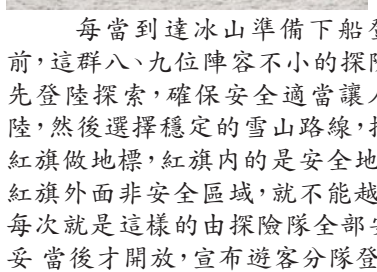 每當到達冰山準備下船登
前，這群八、九位陣容不小的探險
先登陸探索，確保安全適當讓人
陸，然後選擇穩定的雪山路線，插
紅旗做地標，紅旗內的是安全地
紅旗外面非安全區域，就不能越
每次就是這樣的由探險隊全部安
妥 當後才開放，宣布遊客分隊登